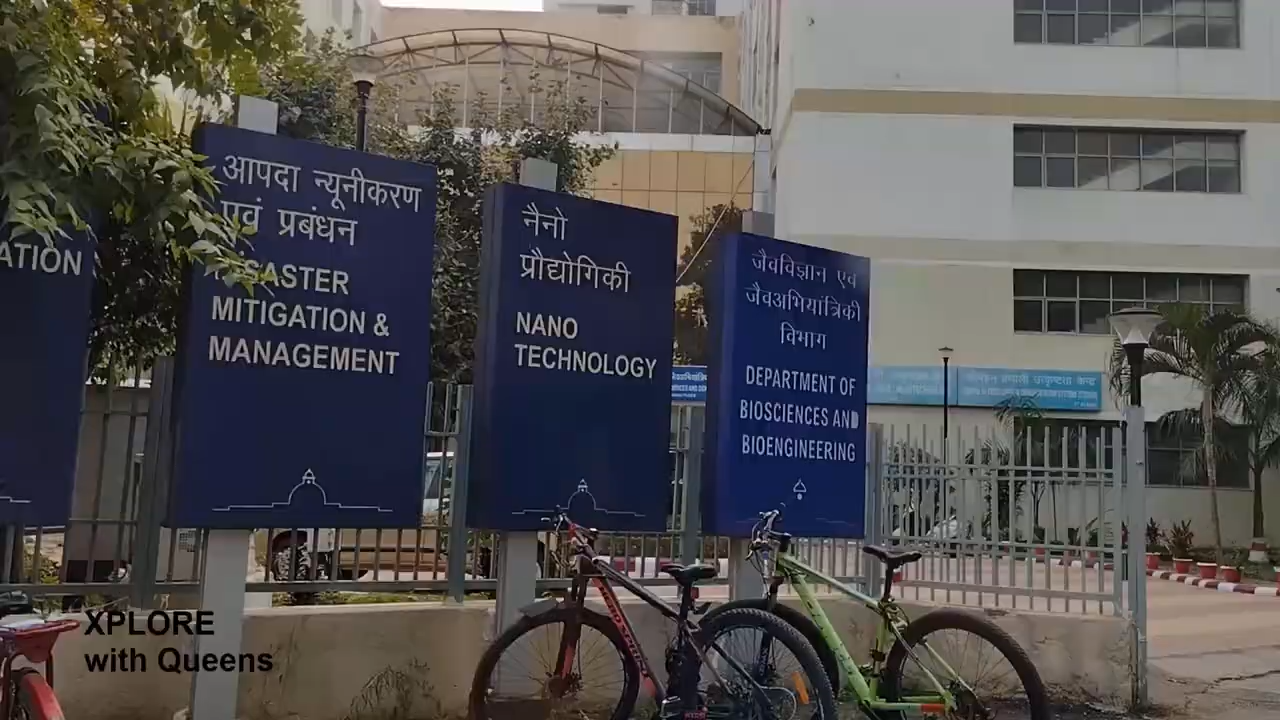 ATION
आपदा न्यूनीकरण
एवं प्रबंधन
DISASTER
MITIGATION &
MANAGEMENT
नैनो
प्रौद्योगिकी
NANO
TECHNOLOGY
जैवविज्ञान एवं
जैवअभियांत्रिकी
विभाग
DEPARTMENT OF
BIOSCIENCES AND
BIOENGINEERING
XPLORE
with Queens